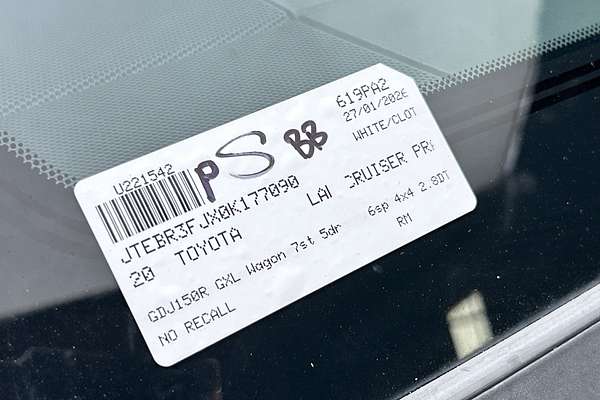 U221542
PS BB
619PA2
27/01/2026
WHITE/CLOT
JTEBR3FJX0K177090
20 TOYOTA LAN CRUISER PR
GDJ150R GXL Wagon 7st 5dr 6sp 4x4 2.8DT
NO RECALL RM